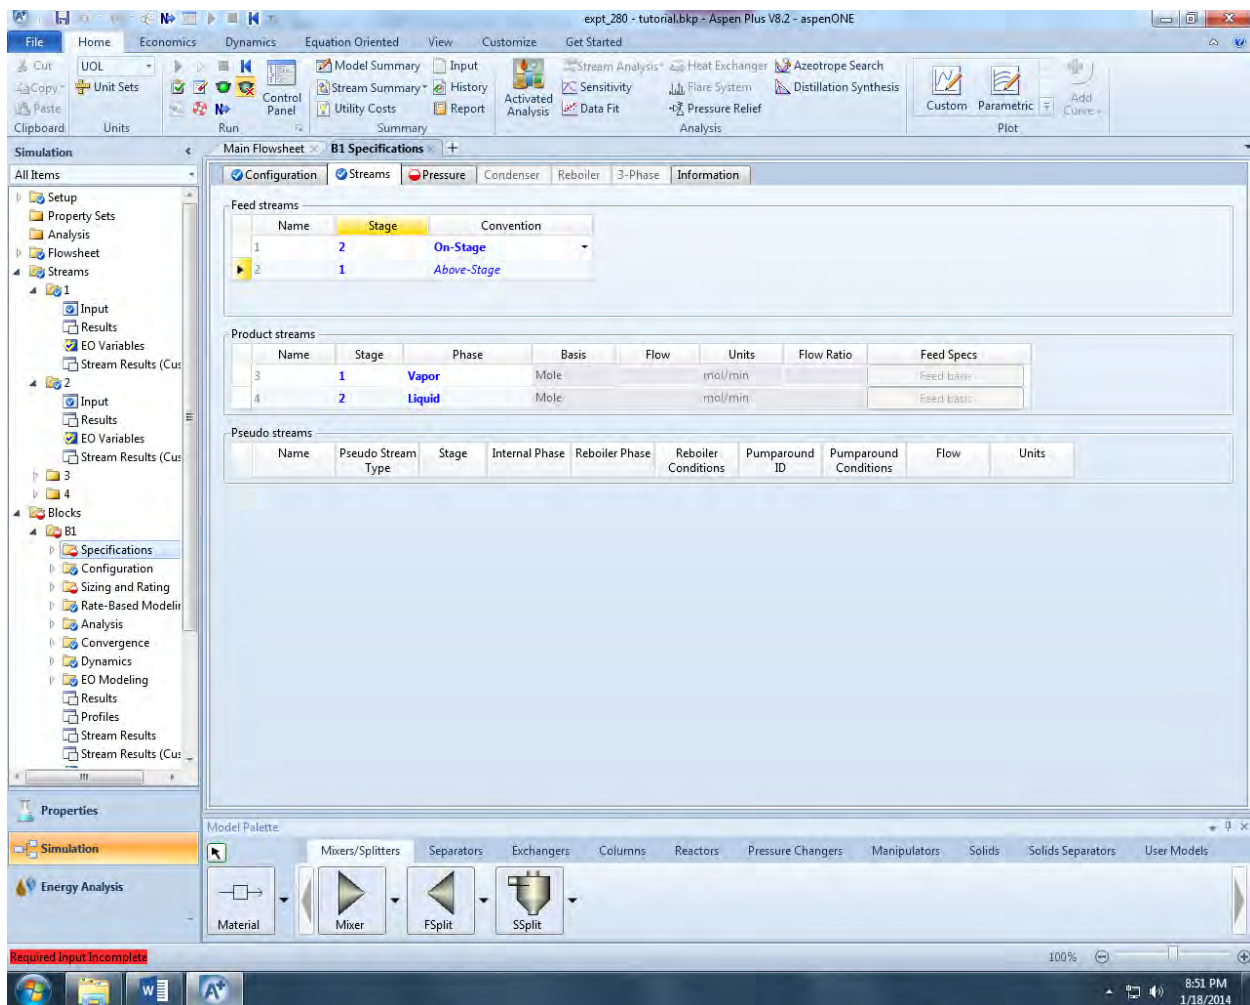 expt_280 - tutorial.bkp - Aspen Plus V8.2 - aspenONE
File Home Economics Dynamics Equation Oriented View Customize Get Started
Cut UOL Model Summary Input Stream Analysis Heat Exchanger Azeotrope Search
Copy Unit Sets Stream Summary History Sensitivity Flare System Distillation Synthesis
Paste Control Panel Utility Costs Report Activated Analysis Data Fit Pressure Relief Custom Parametric Add Curve
Clipboard Units Run Summary Analysis Plot
Simulation Main Flowsheet B1 Specifications
All Items
Configuration Streams Pressure Condenser Reboiler 3-Phase Information
Setup
Property Sets
Analysis
Flowsheet
Streams
1
Input
Results
EO Variables
Stream Results (Cus
2
Input
Results
EO Variables
Stream Results (Cus
3
4
Blocks
B1
Specifications
Configuration
Sizing and Rating
Rate-Based Modelin
Analysis
Convergence
Dynamics
EO Modeling
Results
Profiles
Stream Results
Stream Results (Cus
Feed streams
Name Stage Convention
1 2 On-Stage
2 1 Above-Stage
Product streams
Name Stage Phase Basis Flow Units Flow Ratio Feed Specs
3 1 Vapor Mole mol/min Feed basis
4 2 Liquid Mole mol/min Feed basis
Pseudo streams
Name Pseudo Stream Type Stage Internal Phase Reboiler Phase Reboiler Conditions Pumparound ID Pumparound Conditions Flow Units
Properties
Simulation
Energy Analysis
Model Palette
Mixers/Splitters Separators Exchangers Columns Reactors Pressure Changers Manipulators Solids Solids Separators User Models
Material Mixer FSplit SSplit
Required Input Incomplete 100%
8:51 PM
1/18/2014